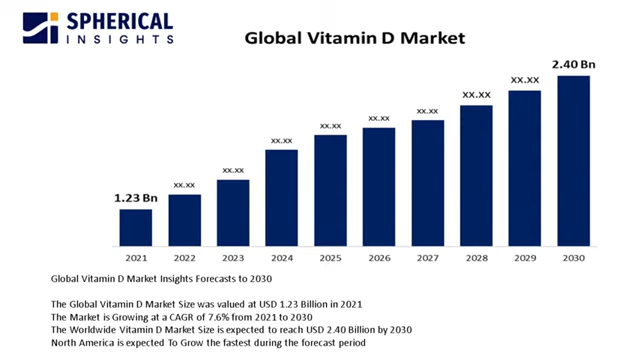 SPHERICAL
INSIGHTS
Global Vitamin D Market
2.40 Bn
xx.xx
xx.xx
xx.xx
xx.xx
xx.xx
xx.xx
xx.xx
xx.xx
1.23 Bn
2021 2022 2023 2024 2025 2026 2027 2028 2029 2030
Global Vitamin D Market Insights Forecasts to 2030
The Global Vitamin D Market Size was valued at USD 1.23 Billion in 2021
The Market is Growing at a CAGR of 7.6% from 2021 to 2030
The Worldwide Vitamin D Market Size is expected to reach USD 2.40 Billion by 2030
North America is expected To Grow the fastest during the forecast period